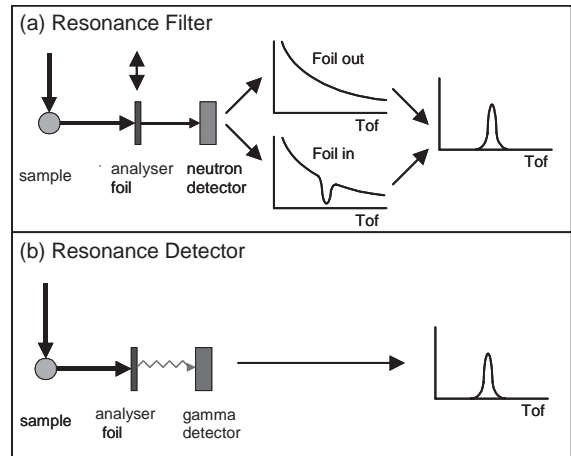 (a) Resonance Filter
Foil out
Tof
Foil in
Tof
Tof
sample
analyser
foil
neutron
detector
(b) Resonance Detector
Tof
sample
analyser
foil
gamma
detector